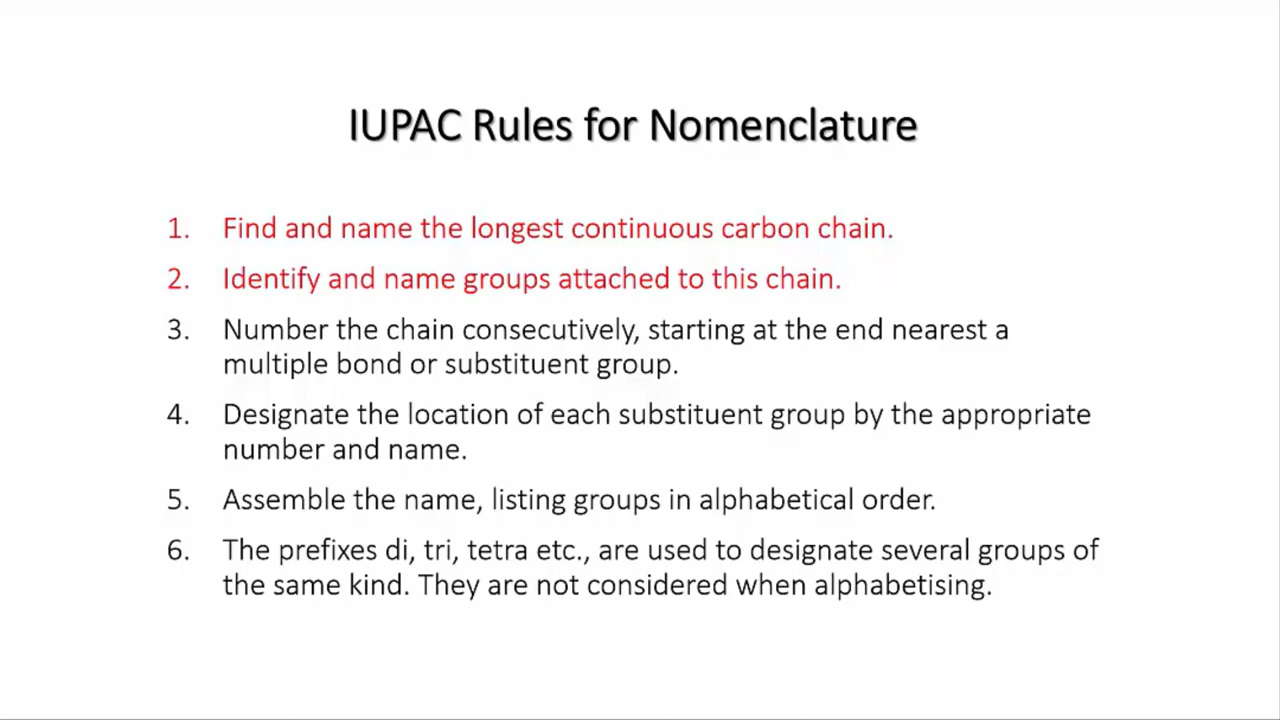 IUPAC Rules for Nomenclature
1. Find and name the longest continuous carbon chain.
2. Identify and name groups attached to this chain.
3. Number the chain consecutively, starting at the end nearest a
multiple bond or substituent group.
4. Designate the location of each substituent group by the appropriate
number and name.
5. Assemble the name, listing groups in alphabetical order.
6. The prefixes di, tri, tetra etc., are used to designate several groups of
the same kind. They are not considered when alphabetising.